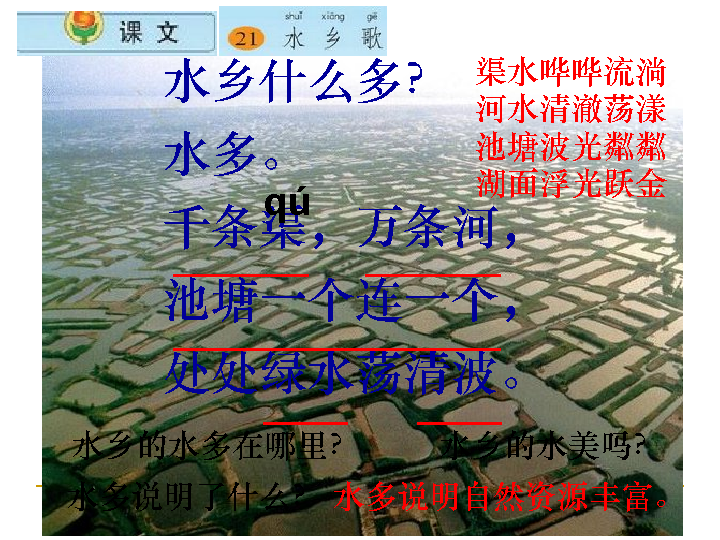 课文
shuǐ xiāng gē
21 水乡歌
水乡什么多?
水多。
qú
千条渠，万条河，
池塘一个连一个，
处处绿水荡清波。
渠水哗哗流淌
河水清澈荡漾
池塘波光粼粼
湖面浮光跃金
水乡的水多在哪里?
水乡的水美吗?
水多说明了什么?
水多说明自然资源丰富。